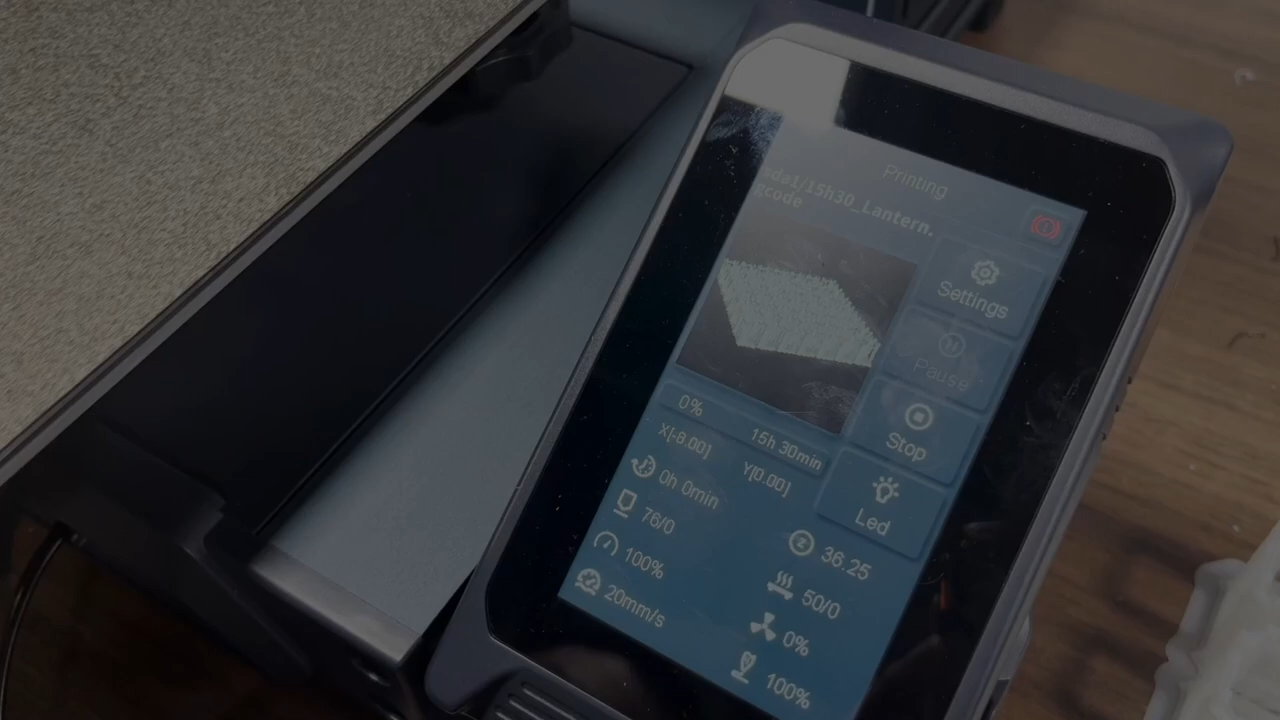 Printing
da1/15h30_Lantern.
gcode
Settings
Pause
Stop
Led
0%
15h 30min
X[-8.00]
Y[0.00]
0h 0min
76/0
36.25
100%
50/0
20mm/s
0%
100%